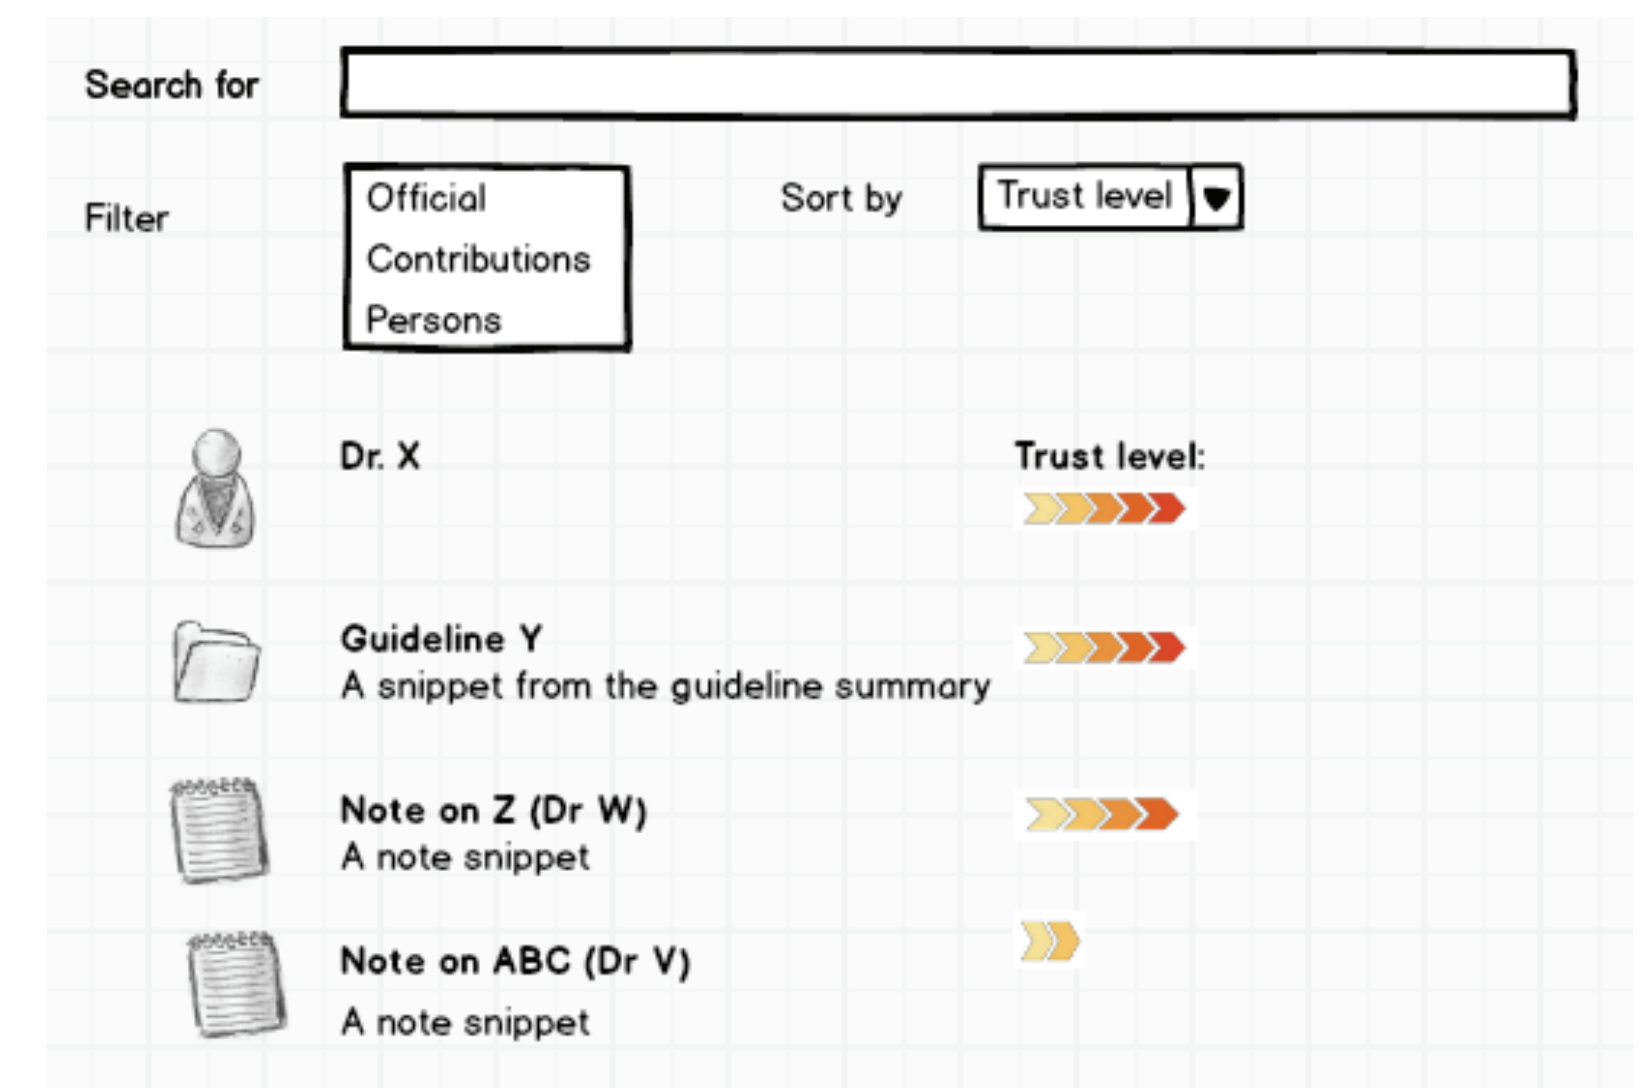 Search for
Filter
Official
Contributions
Persons
Sort by
Trust level
Dr. X
Trust level:
Guideline Y
A snippet from the guideline summary
Note on Z (Dr W)
A note snippet
Note on ABC (Dr V)
A note snippet